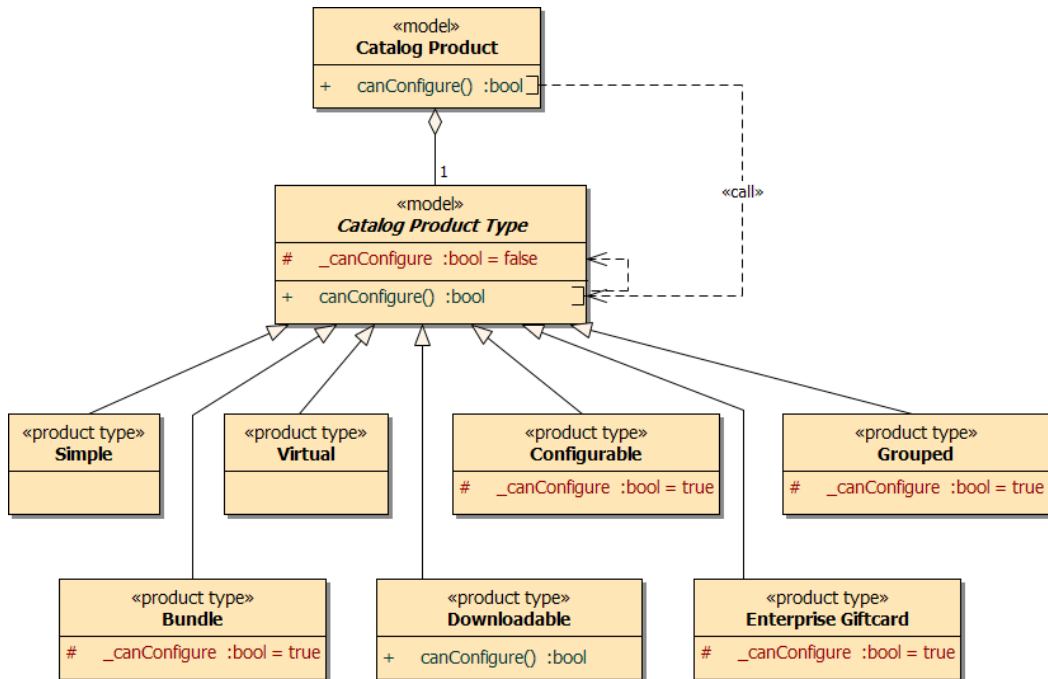 «model»
Catalog Product
+ canConfigure() :bool
1
«call»
«model»
Catalog Product Type
# _canConfigure :bool = false
+ canConfigure() :bool
«product type»
Simple
«product type»
Virtual
«product type»
Configurable
# _canConfigure :bool = true
«product type»
Grouped
# _canConfigure :bool = true
«product type»
Bundle
# _canConfigure :bool = true
«product type»
Downloadable
+ canConfigure() :bool
«product type»
Enterprise Giftcard
# _canConfigure :bool = true